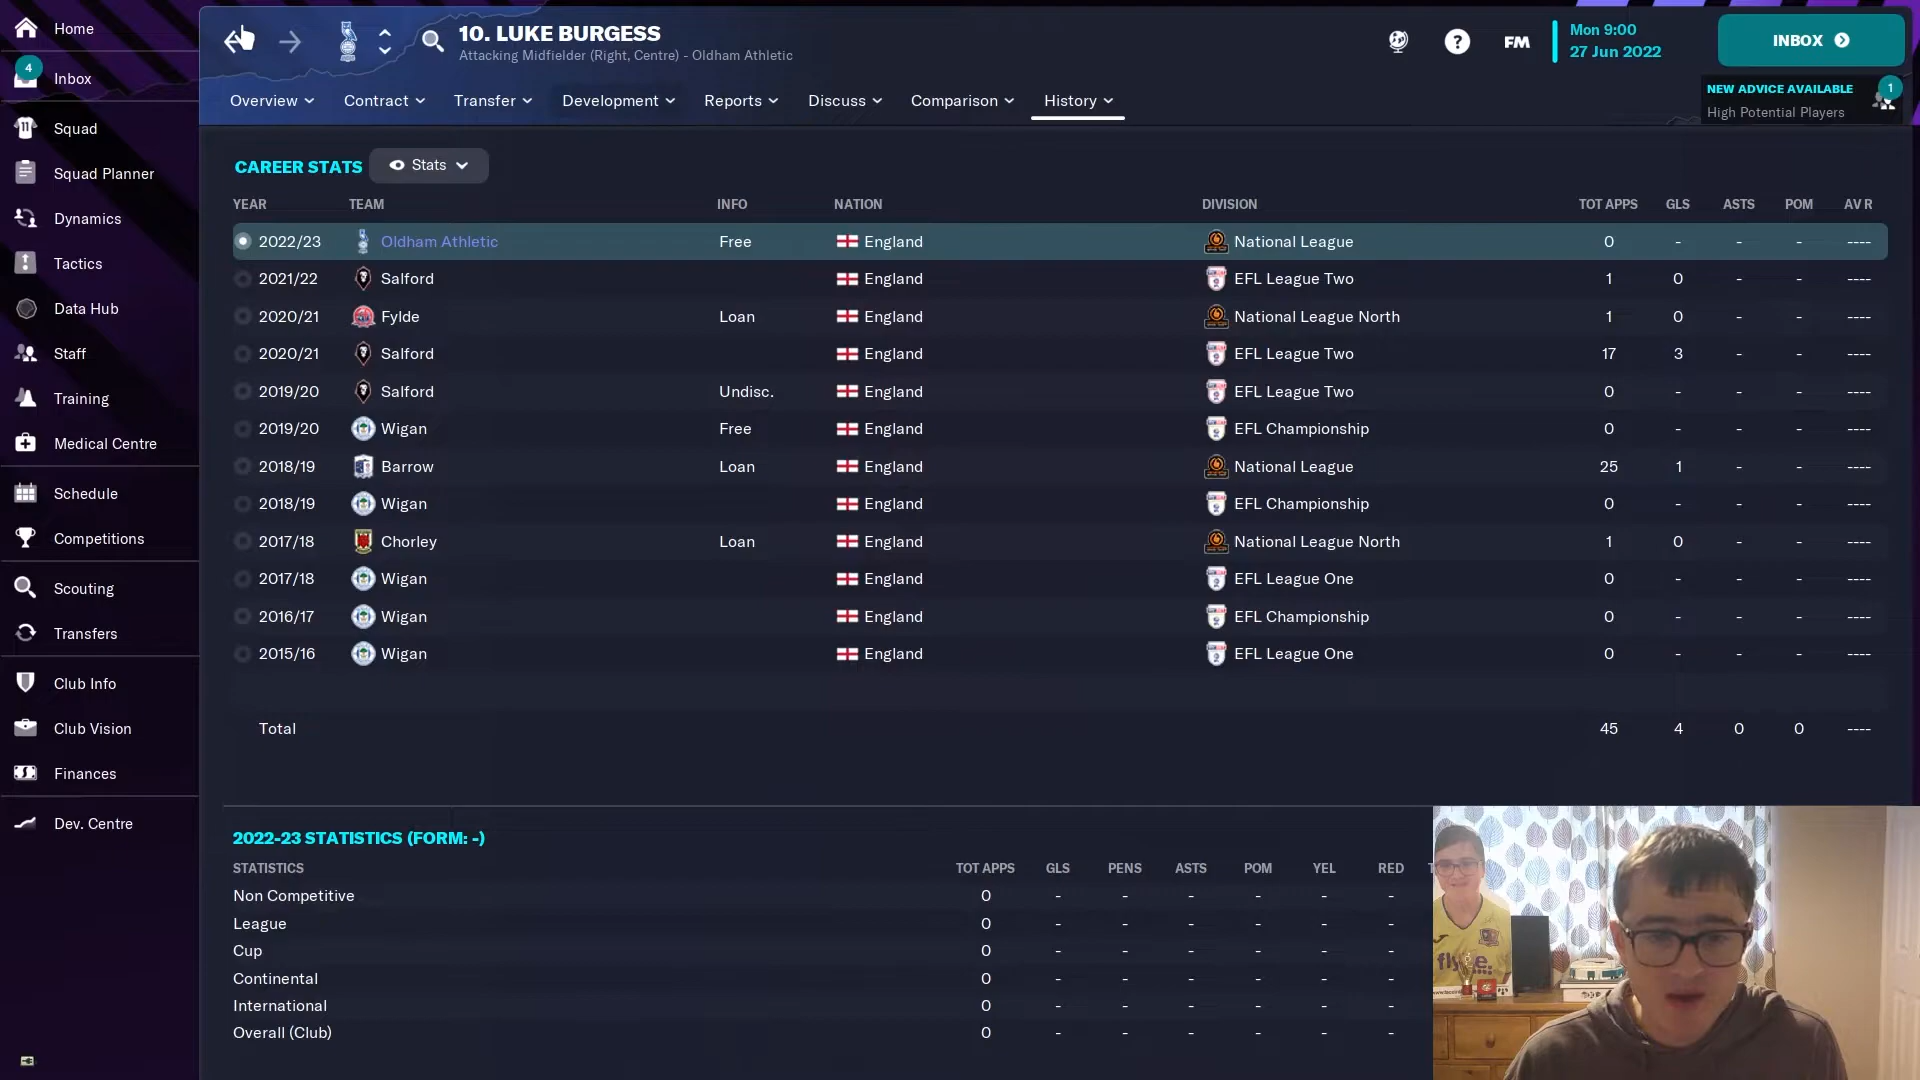 Home
4
Inbox
Squad
Squad Planner
Dynamics
Tactics
Data Hub
Staff
Training
Medical Centre
Schedule
Competitions
Scouting
Transfers
Club Info
Club Vision
Finances
Dev. Centre
10. LUKE BURGESS
Attacking Midfielder (Right, Centre) - Oldham Athletic
? FM
Mon 9:00
27 Jun 2022
INBOX
Overview Contract Transfer Development Reports Discuss Comparison History
NEW ADVICE AVAILABLE 1
High Potential Players
CAREER STATS Stats
YEAR TEAM INFO NATION DIVISION TOT APPS GLS ASTS POM AV R
2022/23 Oldham Athletic Free England National League 0 - - - ----
2021/22 Salford England EFL League Two 1 0 - - ----
2020/21 Fylde Loan England National League North 1 0 - - ----
2020/21 Salford England EFL League Two 17 3 - - ----
2019/20 Salford Undisc. England EFL League Two 0 - - - ----
2019/20 Wigan Free England EFL Championship 0 - - - ----
2018/19 Barrow Loan England National League 25 1 - - ----
2018/19 Wigan England EFL Championship 0 - - - ----
2017/18 Chorley Loan England National League North 1 0 - - ----
2017/18 Wigan England EFL League One 0 - - - ----
2016/17 Wigan England EFL Championship 0 - - - ----
2015/16 Wigan England EFL League One 0 - - - ----
Total 45 4 0 0 ----
2022-23 STATISTICS (FORM: -)
STATISTICS TOT APPS GLS PENS ASTS POM YEL RED
Non Competitive 0 - - - - - -
League 0 - - - - - -
Cup 0 - - - - - -
Continental 0 - - - - - -
International 0 - - - - - -
Overall (Club) 0 - - - - - -